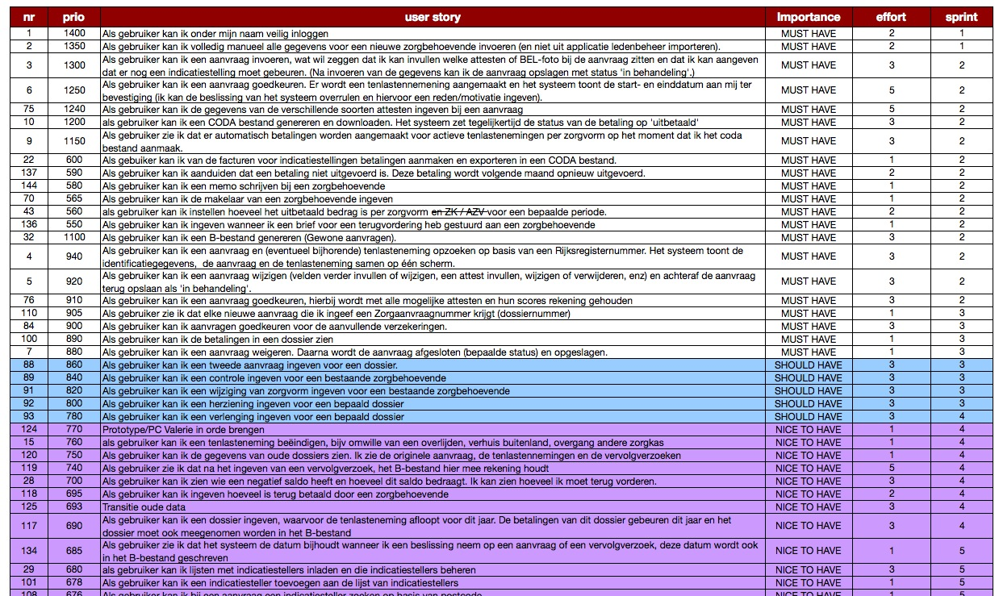 nr prio user story Importance effort sprint
1 1400 Als gebruiker kan ik onder mijn naam veilig inloggen MUST HAVE 2 1
2 1350 Als gebruiker kan ik volledig manueel alle gegevens voor een nieuwe zorgbehoevende invoeren (en niet uit applicatie ledenbeheer importeren). MUST HAVE 2 1
3 1300 Als gebruiker kan ik een aanvraag invoeren, wat wil zeggen dat ik kan invullen welke attesten of BEL-foto bij de aanvraag zitten en dat ik kan aangeven
dat er nog een indicatiestelling moet gebeuren. (Na invoeren van de gegevens kan ik de aanvraag opslagen met status 'in behandeling'.) MUST HAVE 3 2
6 1250 Als gebruiker kan ik een aanvraag goedkeuren. Er wordt een tenlastennemening aangemaakt en het systeem toont de start- en einddatum aan mij ter
bevestiging (ik kan de beslissing van het systeem overrulen en hiervoor een reden/motivatie ingeven). MUST HAVE 5 2
75 1240 Als gebruiker kan ik de gegevens van de verschillende soorten attesten ingeven bij een aanvraag MUST HAVE 5 2
10 1200 als gebruiker kan ik een CODA bestand genereren en downloaden. Het systeem zet tegelijkertijd de status van de betaling op 'uitbetaald' MUST HAVE 3 2
9 1150 Als gebruiker zie ik dat er automatisch betalingen worden aangemaakt voor actieve tenlastenemingen per zorgvorm op het moment dat ik het coda
bestand aanmaak. MUST HAVE 3 2
22 600 Als gebuiker kan ik van de facturen voor indicatiestellingen betalingen aanmaken en exporteren in een CODA bestand. MUST HAVE 1 2
137 590 Als gebruiker kan ik aanduiden dat een betaling niet uitgevoerd is. Deze betaling wordt volgende maand opnieuw uitgevoerd. MUST HAVE 2 2
144 580 Als gebruiker kan ik een memo schrijven bij een zorgbehoevende MUST HAVE 1 2
70 565 Als gebruiker kan ik de makelaar van een zorgbehoevende ingeven MUST HAVE 1 2
43 560 als gebruiker kan ik instellen hoeveel het uitbetaald bedrag is per zorgvorm en ZK / AZV voor een bepaalde periode. MUST HAVE 2 2
136 550 Als gebruiker kan ik ingeven wanneer ik een brief voor een terugvordering heb gestuurd aan een zorgbehoevende MUST HAVE 1 2
32 1100 Als gebruiker kan ik een B-bestand genereren (Gewone aanvragen). MUST HAVE 3 2
4 940 Als gebruiker kan ik een aanvraag en (eventueel bijhorende) tenlasteneming opzoeken op basis van een Rijksregisternummer. Het systeem toont de
identificatiegegevens, de aanvraag en de tenlasteneming samen op één scherm. MUST HAVE 3 2
5 920 Als gebruiker kan ik een aanvraag wijzigen (velden verder invullen of wijzigen, een attest invullen, wijzigen of verwijderen, enz) en achteraf de aanvraag
terug opslaan als 'in behandeling'. MUST HAVE 3 2
76 910 Als gebruiker kan ik een aanvraag goedkeuren, hierbij wordt met alle mogelijke attesten en hun scores rekening gehouden MUST HAVE 3 2
110 905 Als gebruiker zie ik dat elke nieuwe aanvraag die ik ingeef een Zorgaanvraagnummer krijgt (dossiernummer) MUST HAVE 1 3
84 900 Als gebruiker kan ik aanvragen goedkeuren voor de aanvullende verzekeringen. MUST HAVE 3 3
100 890 Als gebruiker kan ik de betalingen in een dossier zien MUST HAVE 1 3
7 880 Als gebruiker kan ik een aanvraag weigeren. Daarna wordt de aanvraag afgesloten (bepaalde status) en opgeslagen. MUST HAVE 1 3
88 860 Als gebruiker kan ik een tweede aanvraag ingeven voor een dossier. SHOULD HAVE 3 3
89 840 Als gebruiker kan ik een controle ingeven voor een bestaande zorgbehoevende SHOULD HAVE 3 3
91 820 Als gebruiker kan ik een wijziging van zorgvorm ingeven voor een bestaande zorgbehoevende SHOULD HAVE 3 3
92 800 Als gebruiker kan ik een herziening ingeven voor een bepaald dossier SHOULD HAVE 3 3
93 780 Als gebruiker kan ik een verlenging ingeven voor een bepaald dossier SHOULD HAVE 3 4
124 770 Prototype/PC Valerie in orde brengen NICE TO HAVE 1 4
15 760 als gebruiker kan ik een tenlasteneming beëindigen, bijv omwille van een overlijden, verhuis buitenland, overgang andere zorgkas NICE TO HAVE 1 4
120 750 Als gebruiker kan ik de gegevens van oude dossiers zien. Ik zie de originele aanvraag, de tenlastennemingen en de vervolgverzoeken NICE TO HAVE 1 4
119 740 Als gebruiker zie ik dat na het ingeven van een vervolgverzoek, het B-bestand hier mee rekening houdt NICE TO HAVE 5 4
28 700 Als gebruiker kan ik zien wie een negatief saldo heeft en hoeveel dit saldo bedraagt. Ik kan zien hoeveel ik moet terug vorderen. NICE TO HAVE 3 4
118 695 Als gebruiker kan ik ingeven hoeveel is terug betaald door een zorgbehoevende NICE TO HAVE 2 4
125 693 Transitie oude data NICE TO HAVE 3 4
117 690 Als gebruiker kan ik een dossier ingeven, waarvoor de tenlasteneming afloopt voor dit jaar. De betalingen van dit dossier gebeuren dit jaar en het
dossier moet ook meegenomen worden in het B-bestand NICE TO HAVE 3 4
134 685 Als gebruiker zie ik dat het systeem de datum bijhoudt wanneer ik een beslissing neem op een aanvraag of een vervolgverzoek, deze datum wordt ook
in het B-bestand geschreven NICE TO HAVE 1 5
29 680 als gebruiker kan ik lijsten met indicatiestellers inladen en die indicatiestellers beheren NICE TO HAVE 3 5
101 678 Als gebruiker kan ik een indicatiesteller toevoegen aan de lijst van indicatiestellers NICE TO HAVE 1 5
108 676 Als gebruiker kan ik bij een aanvraag een indicatiesteller zoeken op basis van postcode NICE TO HAVE 1 5